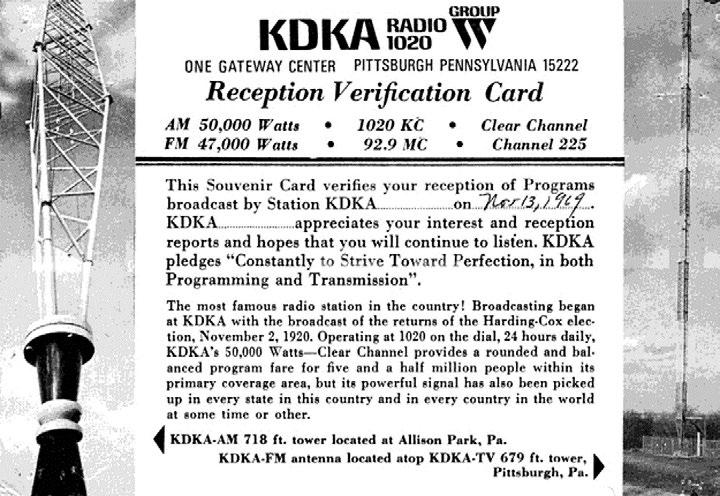 KDKA RADIO 1020 GROUP W
ONE GATEWAY CENTER PITTSBURGH PENNSYLVANIA 15222
Reception Verification Card
AM 50,000 Watts • 1020 KC • Clear Channel
FM 47,000 Watts • 92.9 MC • Channel 225
This Souvenir Card verifies your reception of Programs
broadcast by Station KDKA....................on Nov 13, 1969.
KDKA....................appreciates your interest and reception
reports and hopes that you will continue to listen. KDKA
pledges “Constantly to Strive Toward Perfection, in both
Programming and Transmission”.
The most famous radio station in the country! Broadcasting began
at KDKA with the broadcast of the returns of the Harding-Cox elec-
tion, November 2, 1920. Operating at 1020 on the dial, 24 hours daily,
KDKA's 50,000 Watts—Clear Channel provides a rounded and bal-
anced program fare for five and a half million people within its
primary coverage area, but its powerful signal has also been picked
up in every state in this country and in every country in the world
at some time or other.
KDKA-AM 718 ft. tower located at Allison Park, Pa.
KDKA-FM antenna located atop KDKA-TV 679 ft. tower,
Pittsburgh, Pa.